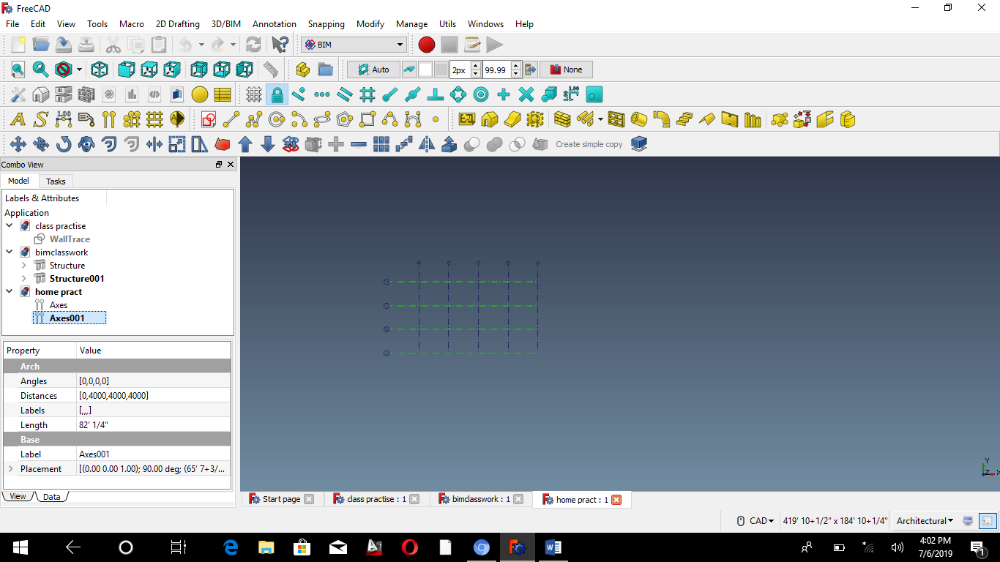 FreeCAD
File Edit View Tools Macro 2D Drafting 3D/BIM Annotation Snapping Modify Manage Utils Windows Help
BIM
Auto 2px 99.99 None
Create simple copy
Combo View
Model Tasks
Labels & Attributes
Application
class practise
WallTrace
bimclasswork
Structure
Structure001
home pract
Axes
Axes001
Property Value
Arch
Angles [0,0,0,0]
Distances [0,4000,4000,4000]
Labels [,,,]
Length 82' 1/4"
Base
Label Axes001
Placement [(0.00 0.00 1.00); 90.00 deg; (65' 7+3/...
View Data
Start page class practise : 1 bimclasswork : 1 home pract : 1
Y
Z X
CAD 419' 10+1/2" x 184' 10+1/4" Architectural
4:02 PM
7/6/2019
1